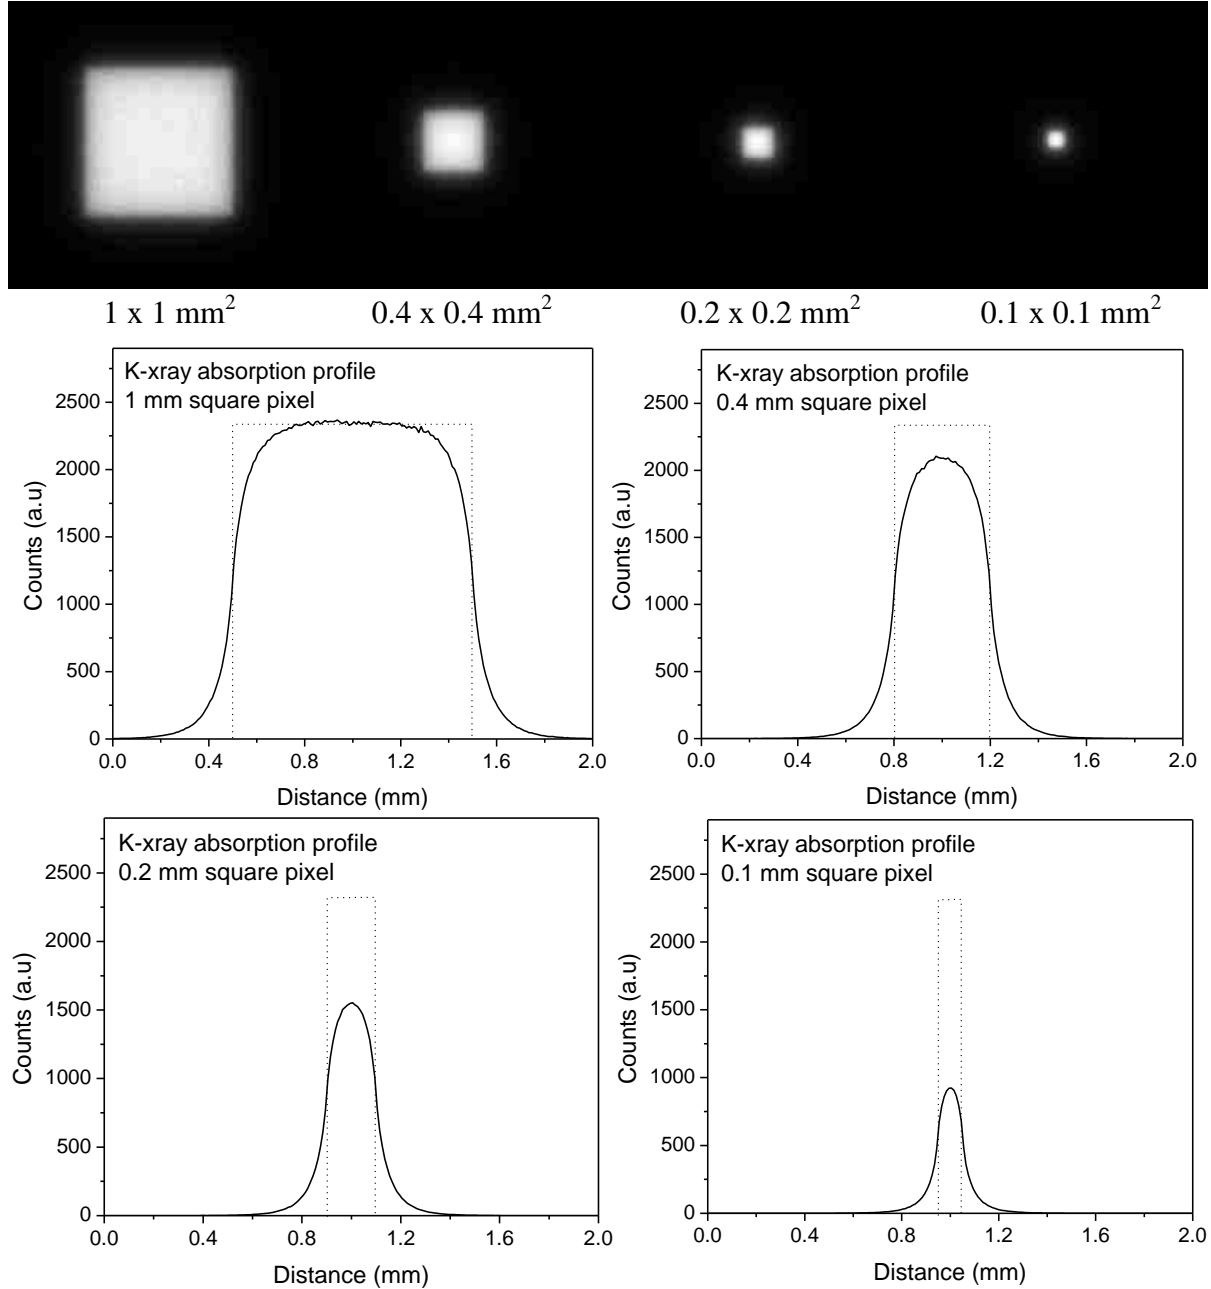 1 x 1 mm²
0.4 x 0.4 mm²
0.2 x 0.2 mm²
0.1 x 0.1 mm²
K-xray absorption profile
1 mm square pixel
Counts (a.u)
2500
2000
1500
1000
500
0
0.0 0.4 0.8 1.2 1.6 2.0
Distance (mm)
K-xray absorption profile
0.4 mm square pixel
Counts (a.u)
2500
2000
1500
1000
500
0
0.0 0.4 0.8 1.2 1.6 2.0
Distance (mm)
K-xray absorption profile
0.2 mm square pixel
Counts (a.u)
2500
2000
1500
1000
500
0
0.0 0.4 0.8 1.2 1.6 2.0
Distance (mm)
K-xray absorption profile
0.1 mm square pixel
Counts (a.u)
2500
2000
1500
1000
500
0
0.0 0.4 0.8 1.2 1.6 2.0
Distance (mm)